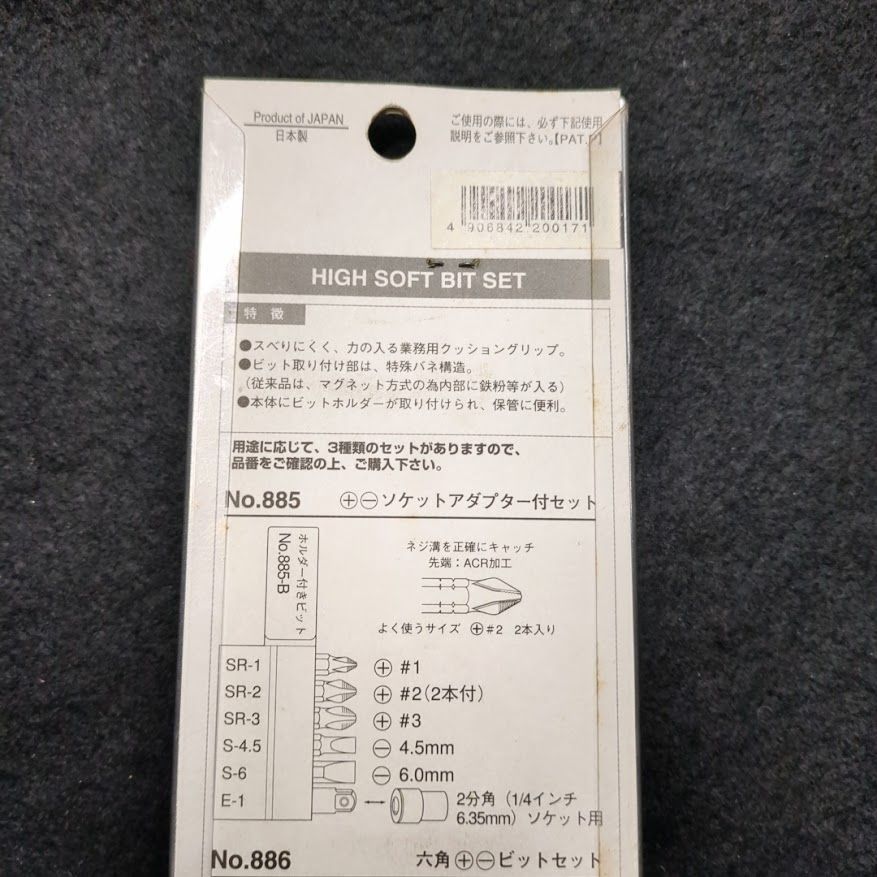 Product of JAPAN
日本製
ご使用の際には、必ず下記使用
説明をご参照下さい。【PAT.P】
4 906842 200171
HIGH SOFT BIT SET
特 徴
●スベりにくく、力の入る業務用クッショングリップ。
●ビット取り付け部は、特殊バネ構造。
(従来品は、マグネット方式の為内部に鉄粉等が入る)
●本体にビットホルダーが取り付けられ、保管に便利。
用途に応じて、3種類のセットがありますので、
品番をご確認の上、ご購入下さい。
No.885 ⊕⊖ソケットアダプター付セット
ホルダー付きビット
No.885-B
ネジ溝を正確にキャッチ
先端：ACR加工
よく使うサイズ ⊕#2 2本入り
SR-1 ⊕ #1
SR-2 ⊕ #2(2本付)
SR-3 ⊕ #3
S-4.5 ⊖ 4.5mm
S-6 ⊖ 6.0mm
E-1 2分角（1/4インチ
6.35mm）ソケット用
No.886 六角⊕⊖ビットセット